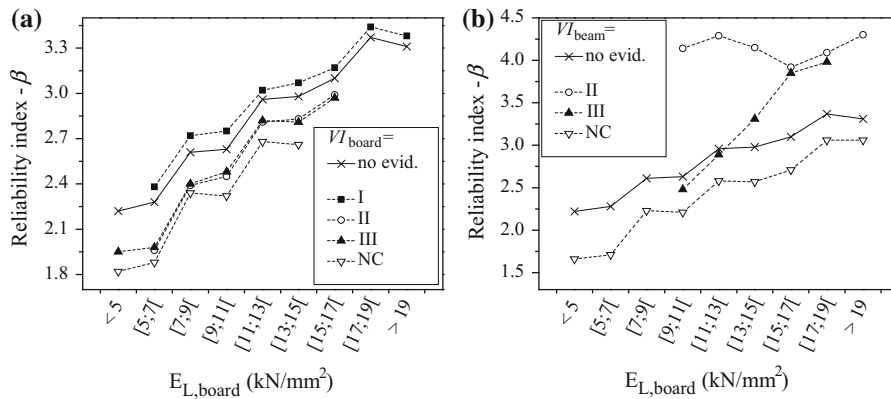 (a)
Reliability index - β
3.3
3.0
2.7
2.4
2.1
1.8
VI board=
no evid.
I
II
III
NC
< 5
[5;7[
[7;9[
[9;11[
[11;13[
[13;15[
[15;17[
[17;19[
> 19
E L,board (kN/mm²)
(b)
Reliability index - β
4.5
4.0
3.5
3.0
2.5
2.0
1.5
VI beam=
no evid.
II
III
NC
< 5
[5;7[
[7;9[
[9;11[
[11;13[
[13;15[
[15;17[
[17;19[
> 19
E L,board (kN/mm²)